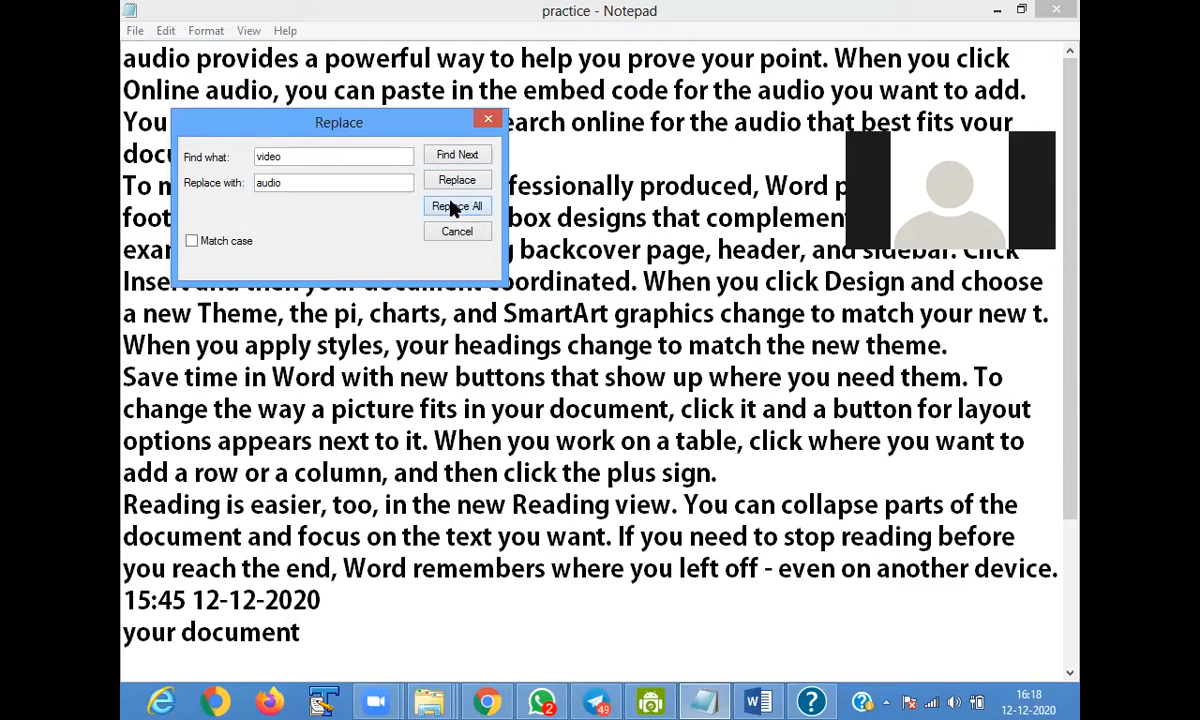 practice - Notepad
File Edit Format View Help
audio provides a powerful way to help you prove your point. When you click
Online audio, you can paste in the embed code for the audio you want to add.
You earch online for the audio that best fits your
docu
To m fessionally produced, Word p
foot box designs that complement
exam g backcover page, header, and sidebar. Click
Insert and then your document coordinated. When you click Design and choose
a new Theme, the pi, charts, and SmartArt graphics change to match your new t.
When you apply styles, your headings change to match the new theme.
Save time in Word with new buttons that show up where you need them. To
change the way a picture fits in your document, click it and a button for layout
options appears next to it. When you work on a table, click where you want to
add a row or a column, and then click the plus sign.
Reading is easier, too, in the new Reading view. You can collapse parts of the
document and focus on the text you want. If you need to stop reading before
you reach the end, Word remembers where you left off - even on another device.
15:45 12-12-2020
your document
Replace
Find what: video Find Next
Replace with: audio Replace
Replace All
Cancel
Match case
2
49
16:18
12-12-2020